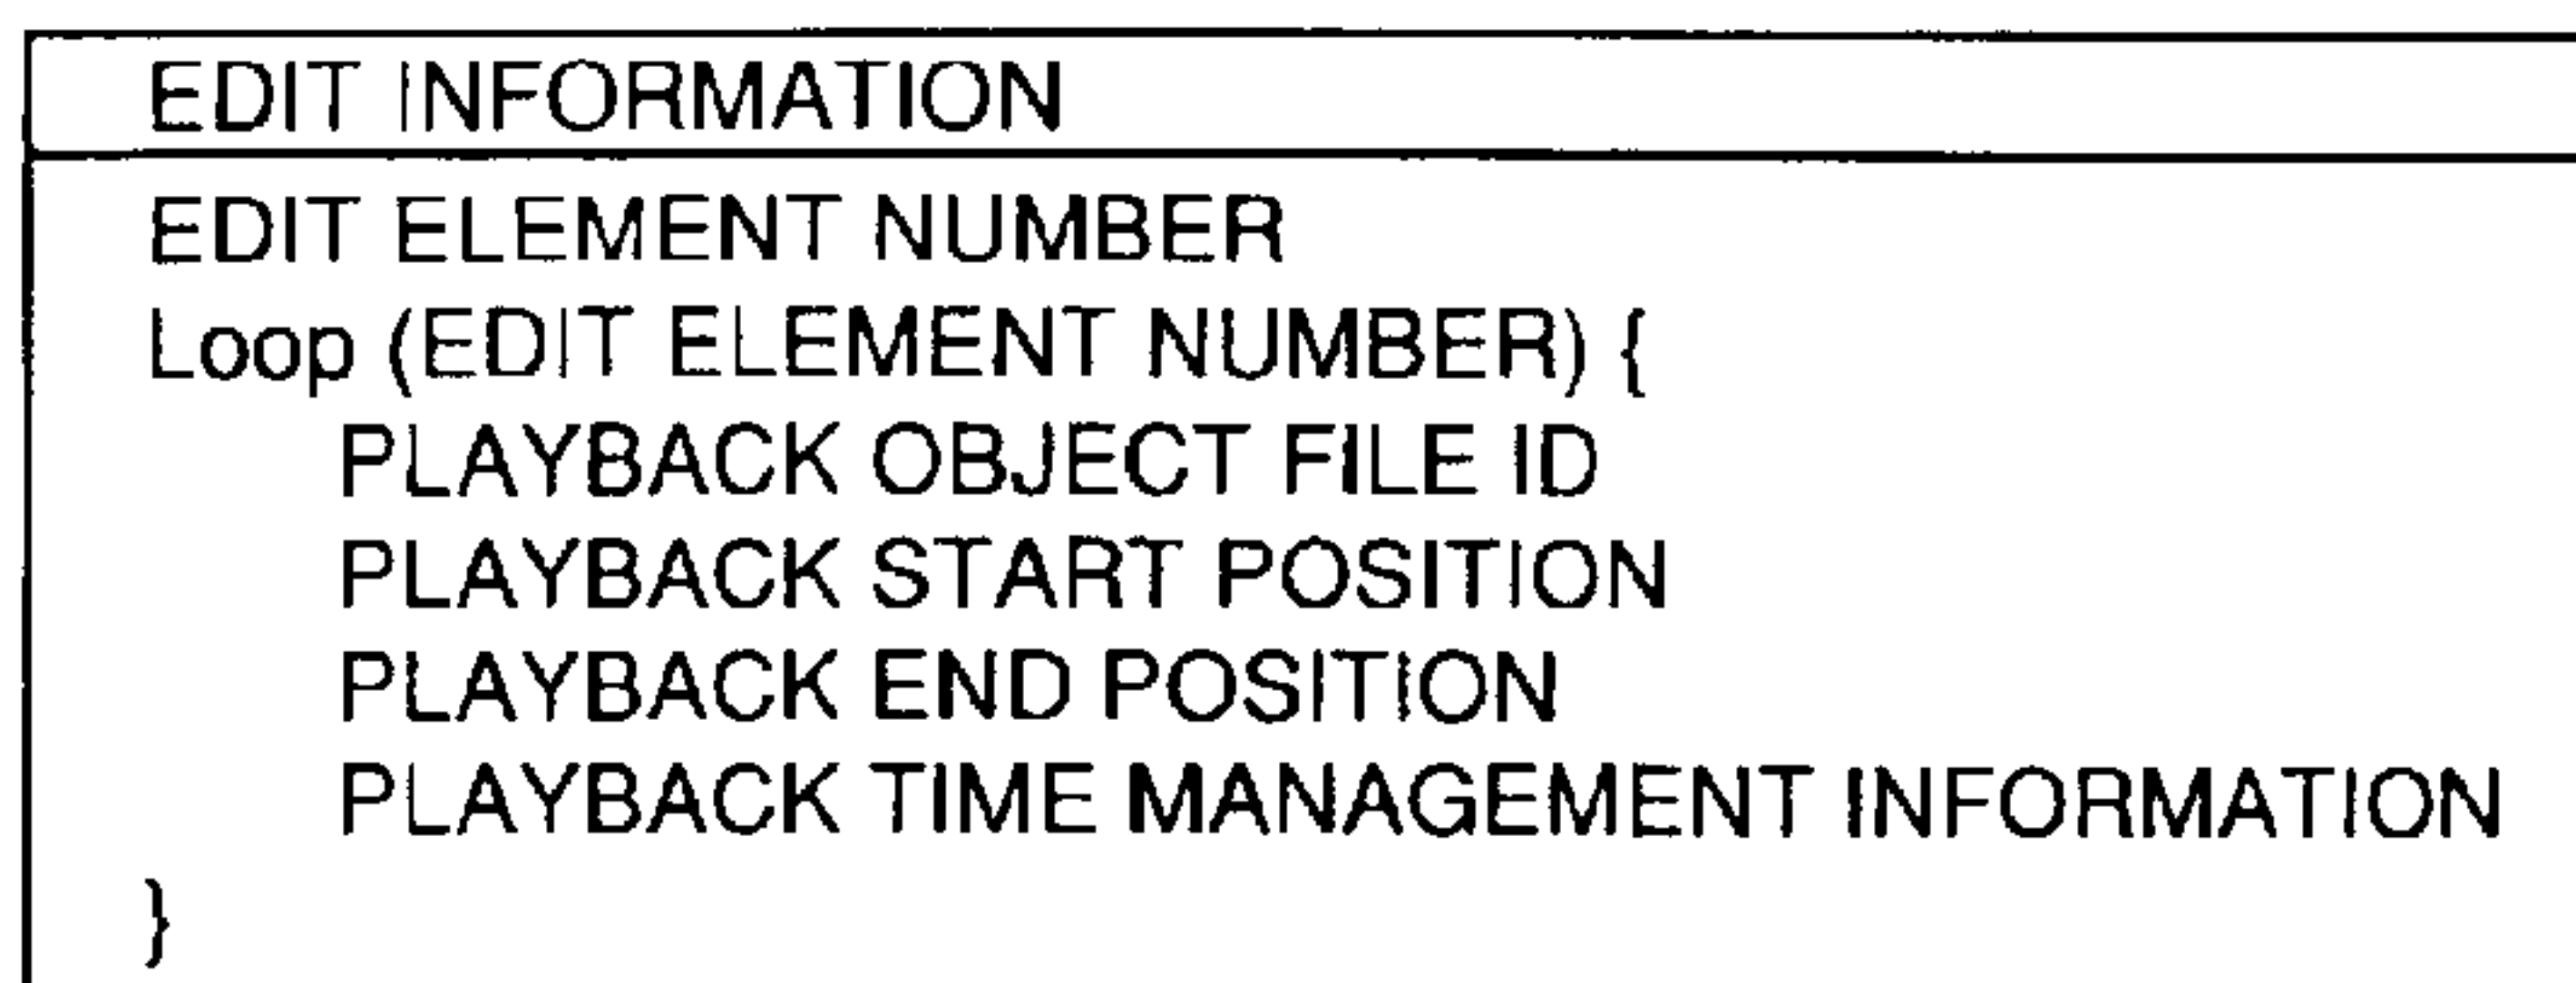 EDIT INFORMATION
EDIT ELEMENT NUMBER
Loop (EDIT ELEMENT NUMBER) {
PLAYBACK OBJECT FILE ID
PLAYBACK START POSITION
PLAYBACK END POSITION
PLAYBACK TIME MANAGEMENT INFORMATION
}